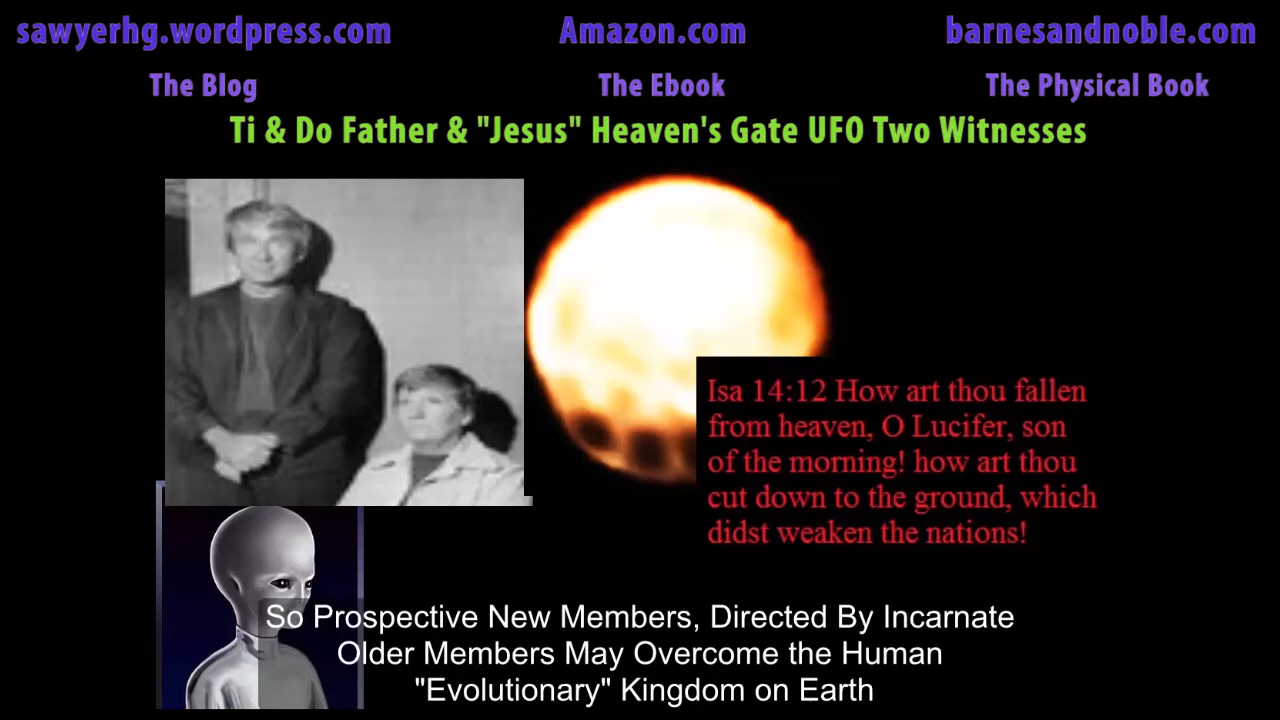 sawyerhg.wordpress.com Amazon.com barnesandnoble.com
The Blog The Ebook The Physical Book
Ti & Do Father & "Jesus" Heaven's Gate UFO Two Witnesses
Isa 14:12 How art thou fallen
from heaven, O Lucifer, son
of the morning! how art thou
cut down to the ground, which
didst weaken the nations!
So Prospective New Members, Directed By Incarnate
Older Members May Overcome the Human
"Evolutionary" Kingdom on Earth